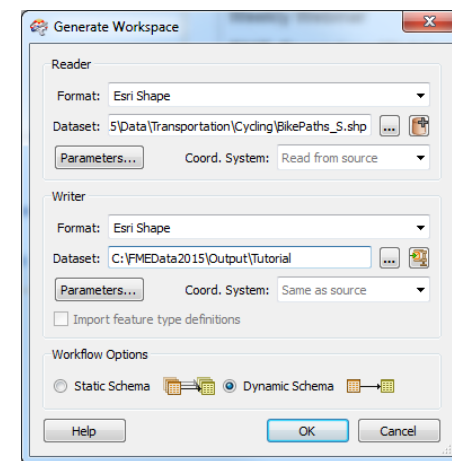 Generate Workspace
Reader
Format: Esri Shape
Dataset: 5\Data\Transportation\Cycling\BikePaths_S.shp ...
Parameters... Coord. System: Read from source
Writer
Format: Esri Shape
Dataset: C:\FMEData2015\Output\Tutorial ...
Parameters... Coord. System: Same as source
Import feature type definitions
Workflow Options
Static Schema Dynamic Schema
Help OK Cancel